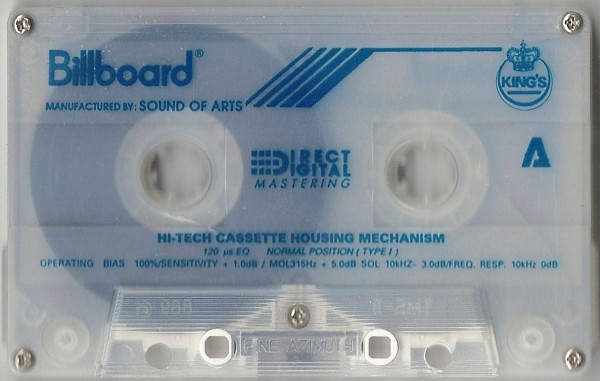 Billboard®
MANUFACTURED BY: SOUND OF ARTS
KING'S
DIRECT
DIGITAL
MASTERING
A
HI-TECH CASSETTE HOUSING MECHANISM
120 µs EQ NORMAL POSITION ( TYPE I )
OPERATING BIAS 100%/SENSITIVITY + 1.0dB / MOL315Hz + 5.0dB SOL 10kHZ- 3.0dB/FREQ. RESP. 10kHz 0dB
FINE AZIMUTH